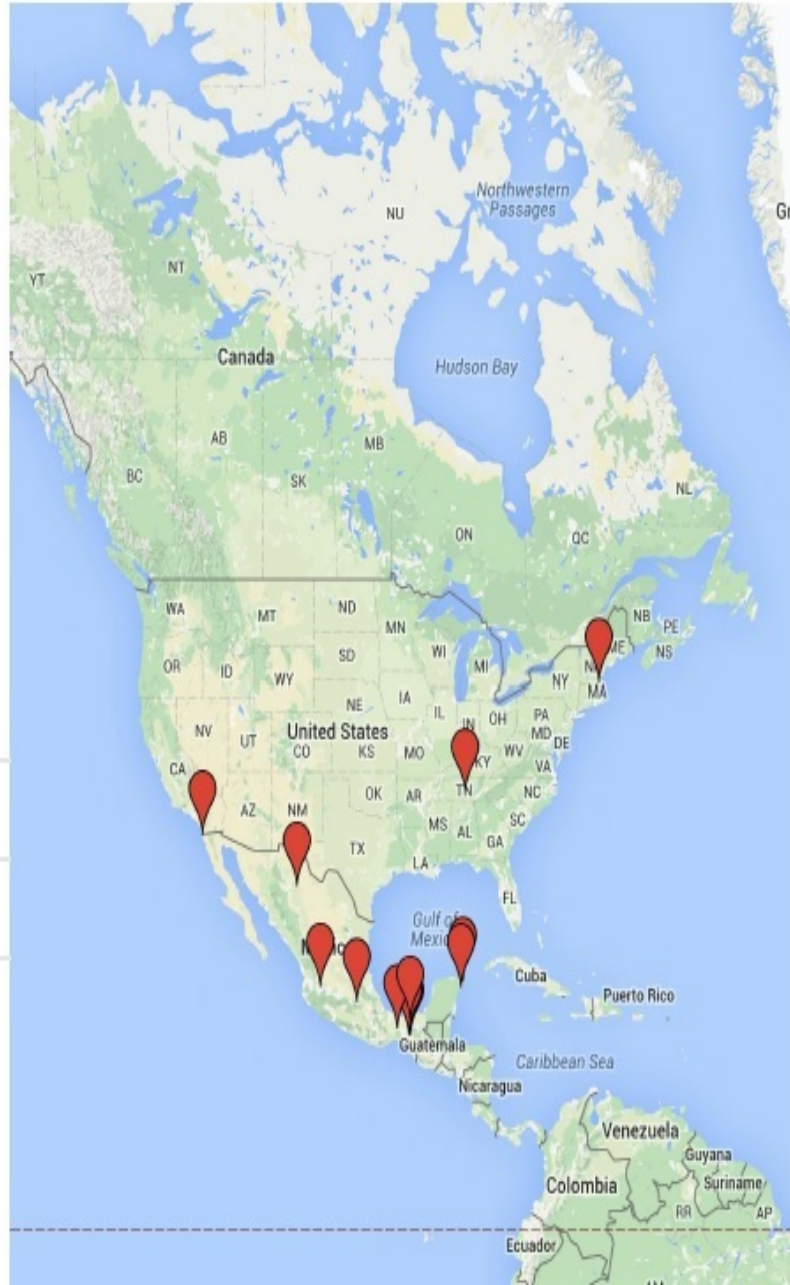 Northwestern
Passages
NU
Gr
YT
NT
Canada
Hudson Bay
AB
MB
BC
SK
NL
ON
QC
WA
MT
ND
MN
NB
PE
ME
NS
OR
ID
SD
WI
MI
WY
NY
MA
NE
IA
IL
IN
OH
PA
NV
UT
United States
MD
DE
CO
KS
MO
WV
KY
VA
CA
OK
AR
TN
NC
AZ
NM
MS
AL
SC
GA
TX
LA
FL
Gulf of
Cuba
Puerto Rico
Guatemala
Caribbean Sea
Nicaragua
Venezuela
Guyana
Colombia
Suriname
RR
AP
Ecuador